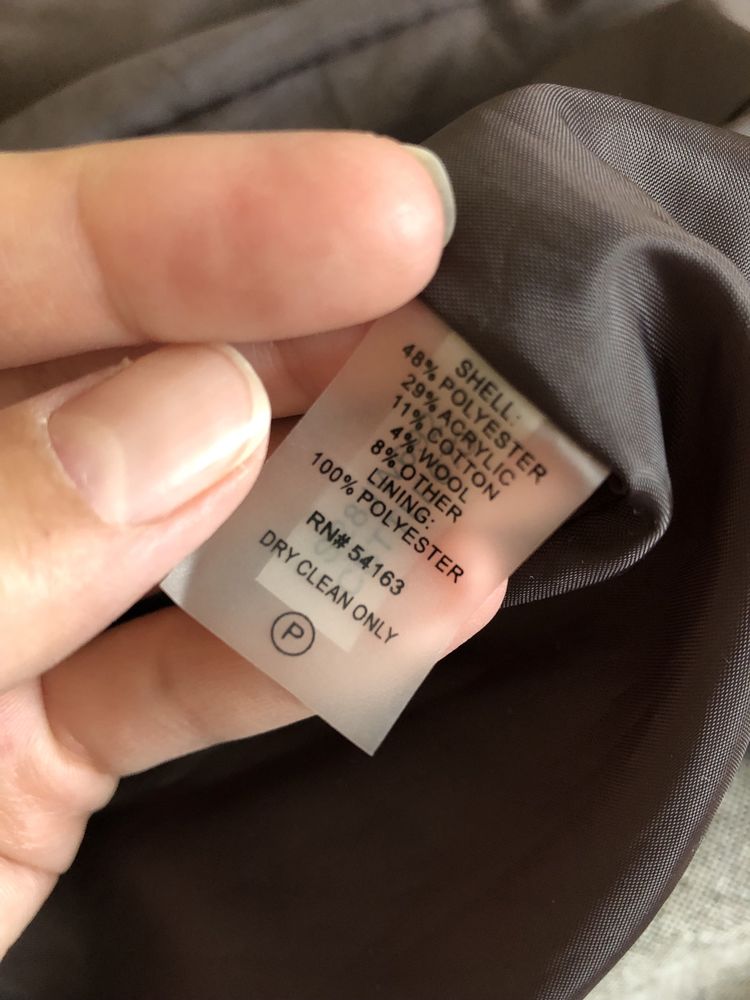 SHELL:
48% POLYESTER
29% ACRYLIC
11% COTTON
4% WOOL
8% OTHER
LINING:
100% POLYESTER
RN# 54163
DRY CLEAN ONLY
P